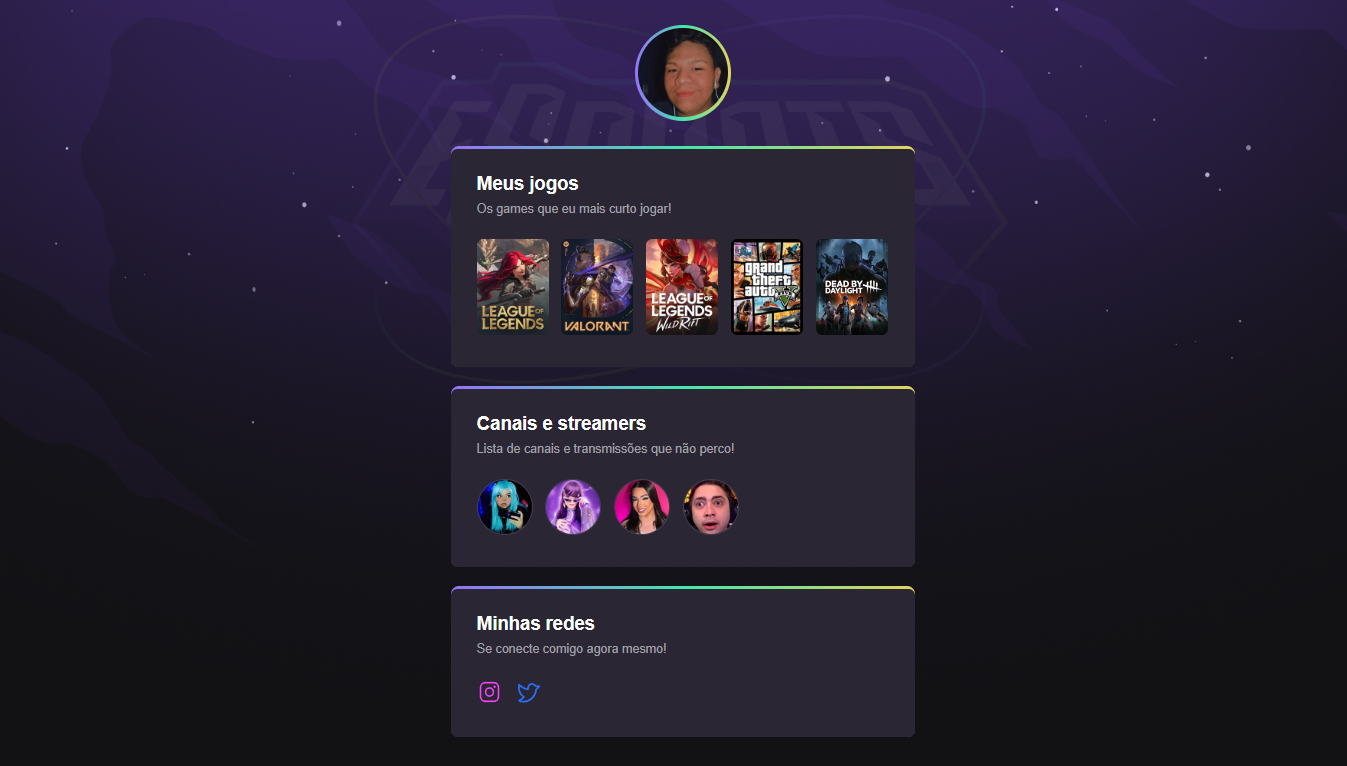 ESPORTS
Meus jogos
Os games que eu mais curto jogar!
LEAGUE OF
LEGENDS
VALORANT
LEAGUE OF
LEGENDS
WILD RIFT
grand
theft
auto
V
DEAD BY
DAYLIGHT
Canais e streamers
Lista de canais e transmissões que não perco!
Minhas redes
Se conecte comigo agora mesmo!